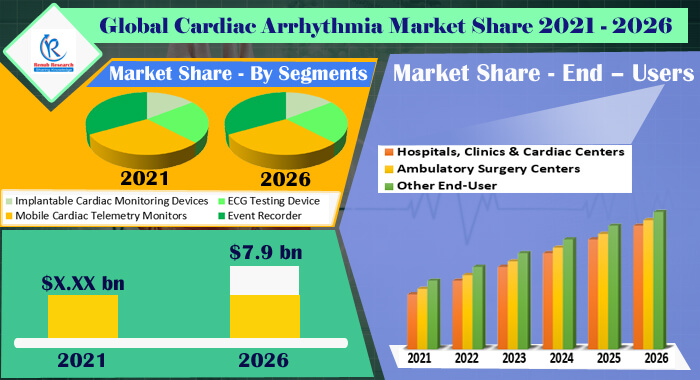 Global Cardiac Arrhythmia Market Share 2021 - 2026
R
Renub Research
Market Share - By Segments
2021
2026
Implantable Cardiac Monitoring Devices
ECG Testing Device
Mobile Cardiac Telemetry Monitors
Event Recorder
$X.XX bn
$7.9 bn
2021
2026
Market Share - End – Users
Hospitals, Clinics & Cardiac Centers
Ambulatory Surgery Centers
Other End-User
2021 2022 2023 2024 2025 2026